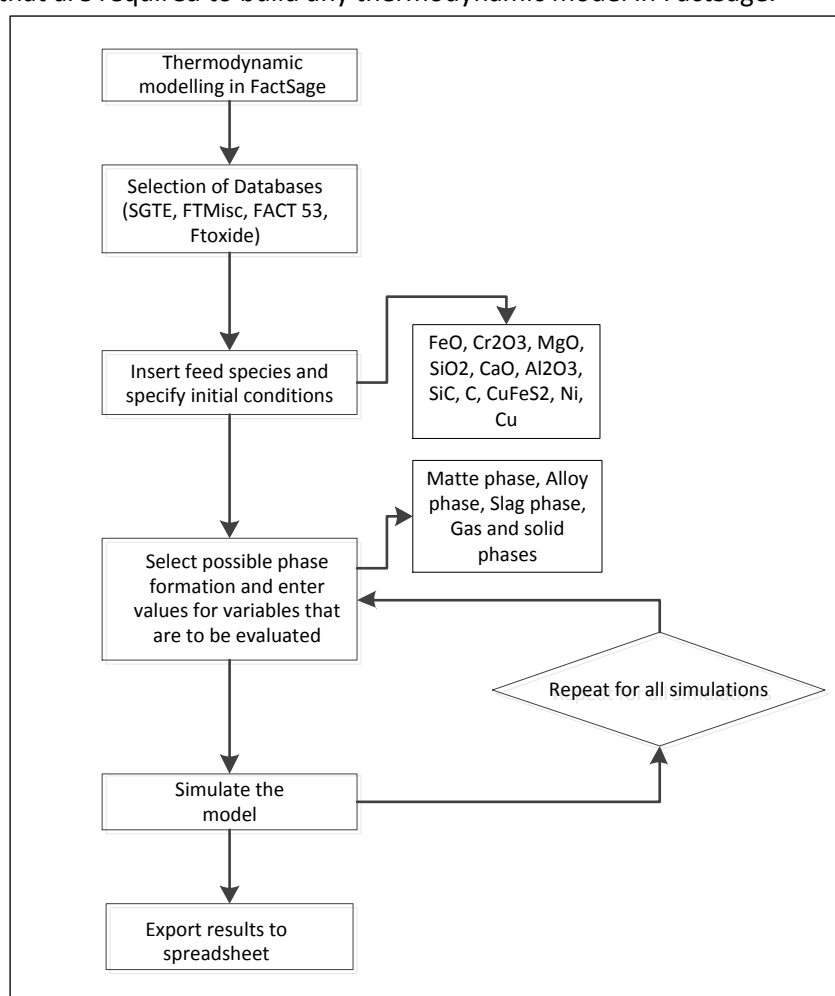 that are required to build any thermodynamic model in FactSage.
Thermodynamic
modelling in FactSage
Selection of Databases
(SGTE, FTMisc, FACT 53,
Ftoxide)
Insert feed species and
specify initial conditions
FeO, Cr2O3, MgO,
SiO2, CaO, Al2O3,
SiC, C, CuFeS2, Ni,
Cu
Matte phase, Alloy
phase, Slag phase,
Gas and solid
phases
Select possible phase
formation and enter
values for variables that
are to be evaluated
Repeat for all simulations
Simulate the
model
Export results to
spreadsheet